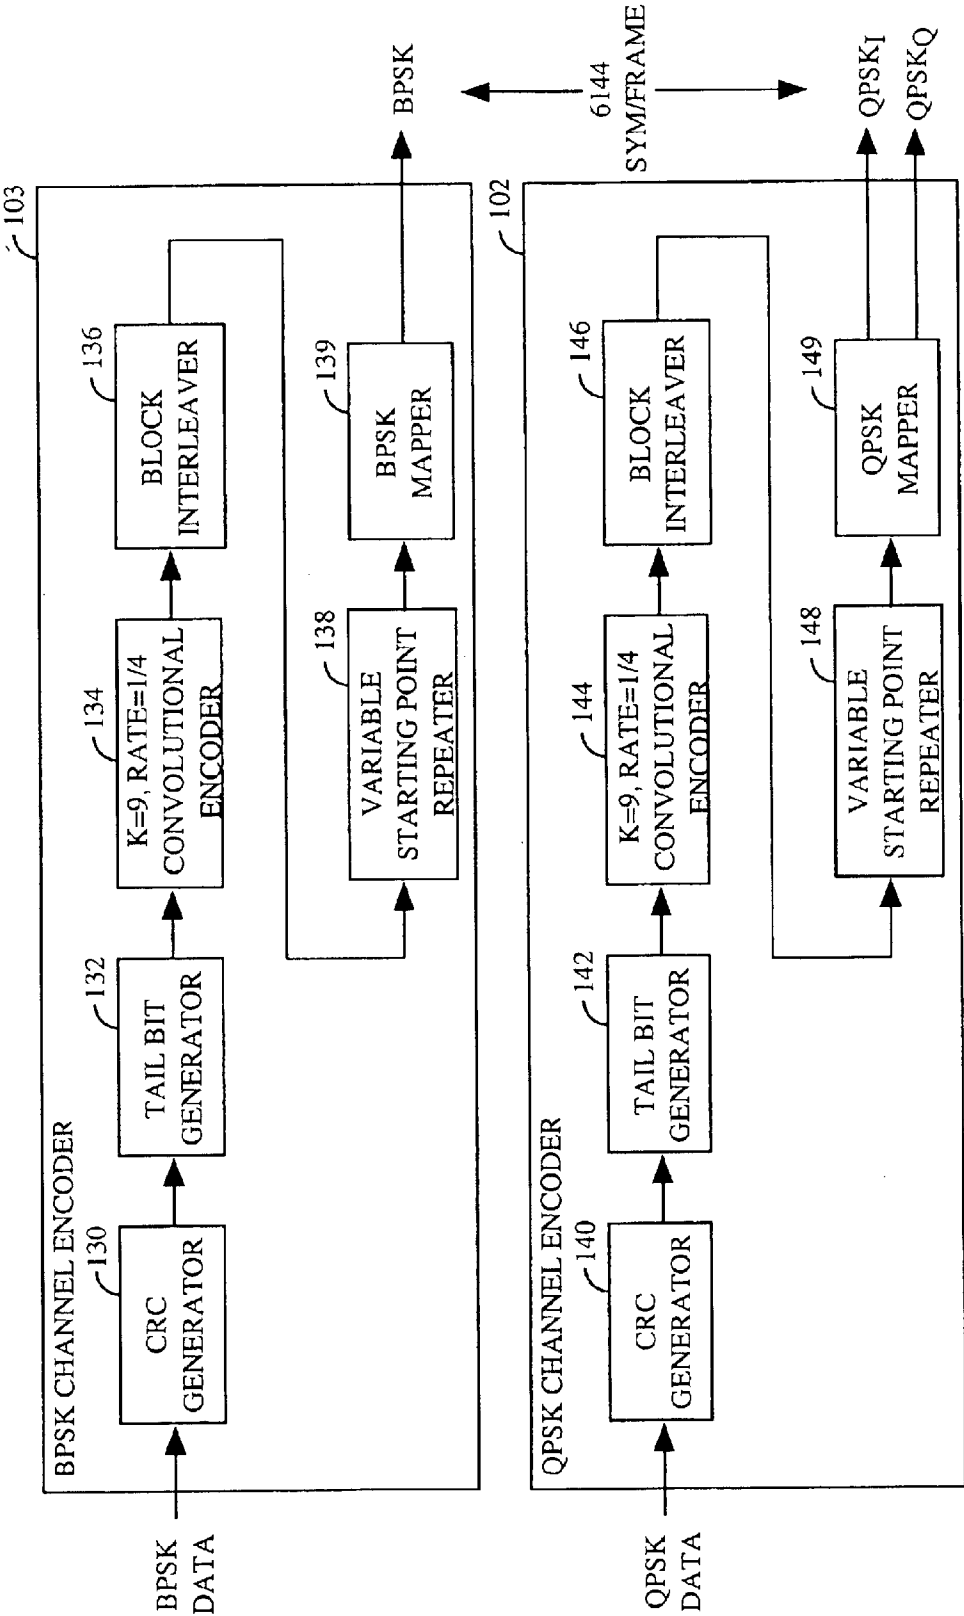 103
BPSK CHANNEL ENCODER
BPSK
DATA
130
CRC
GENERATOR
132
TAIL BIT
GENERATOR
134
K=9, RATE=1/4
CONVOLUTIONAL
ENCODER
136
BLOCK
INTERLEAVER
138
VARIABLE
STARTING POINT
REPEATER
139
BPSK
MAPPER
BPSK
6144
SYM/FRAME
102
QPSK CHANNEL ENCODER
QPSK
DATA
140
CRC
GENERATOR
142
TAIL BIT
GENERATOR
144
K=9, RATE=1/4
CONVOLUTIONAL
ENCODER
146
BLOCK
INTERLEAVER
148
VARIABLE
STARTING POINT
REPEATER
149
QPSK
MAPPER
QPSKI
QPSKQ